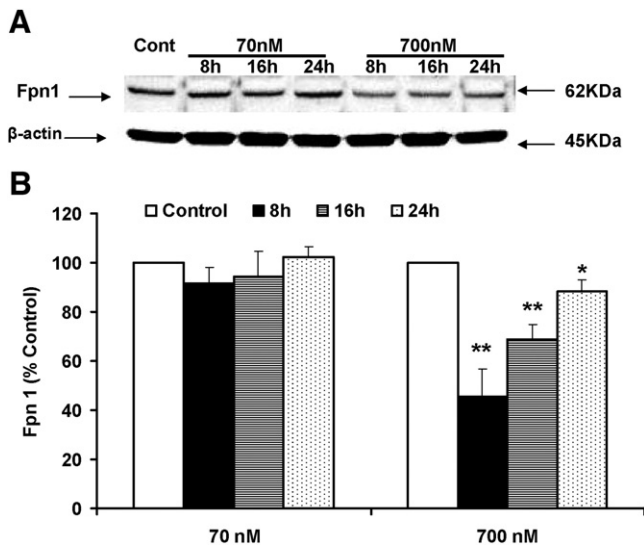 A
Cont 70nM 700nM
8h 16h 24h 8h 16h 24h
Fpn1 62KDa
β-actin 45KDa
B
Control 8h 16h 24h
Fpn 1 (% Control)
120
100
80
60
40
20
0
*
**
**
70 nM 700 nM